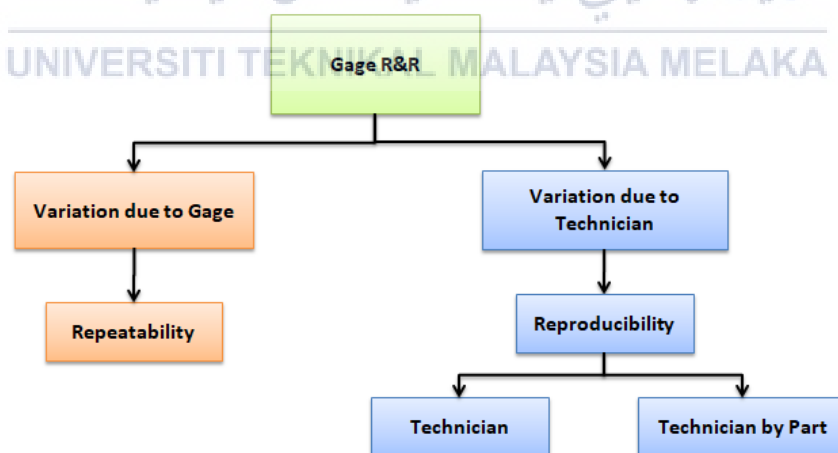 UNIVERSITI TEKNIKAL MALAYSIA MELAKA
Gage R&R
Variation due to Gage
Variation due to
Technician
Repeatability
Reproducibility
Technician
Technician by Part